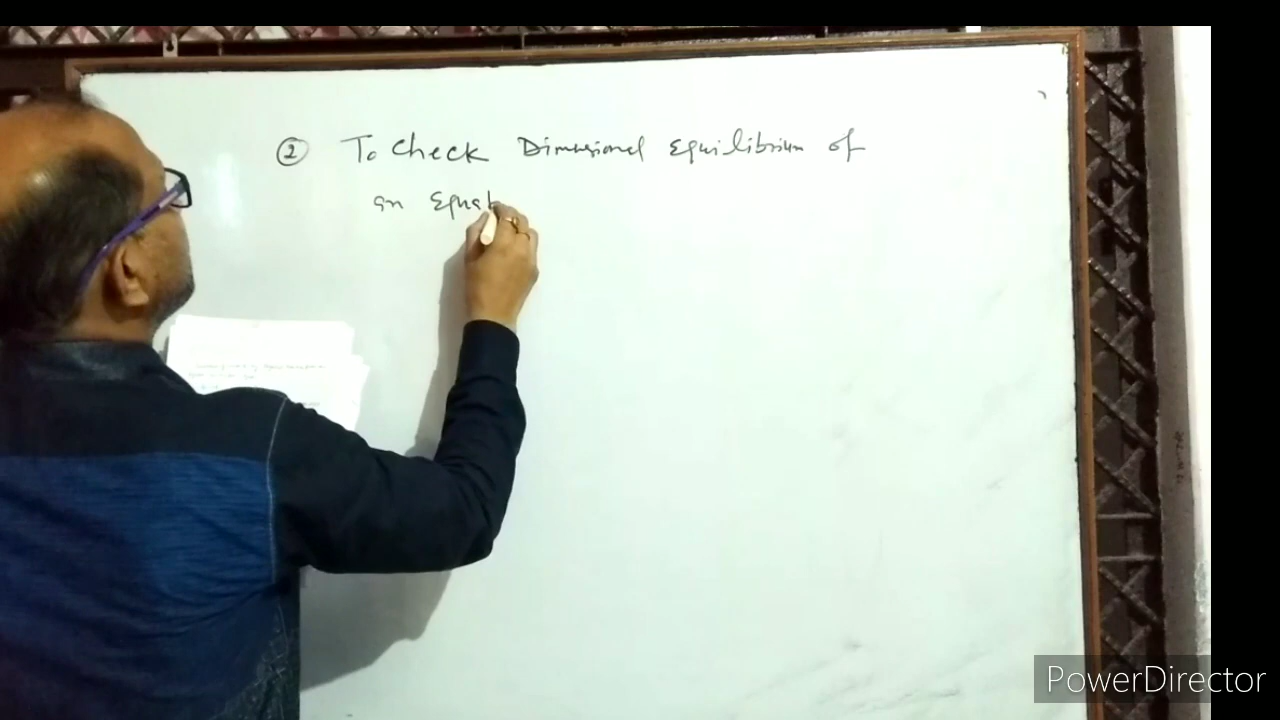 ② To check Dimensional Equilibrium of
an Equat
PowerDirector